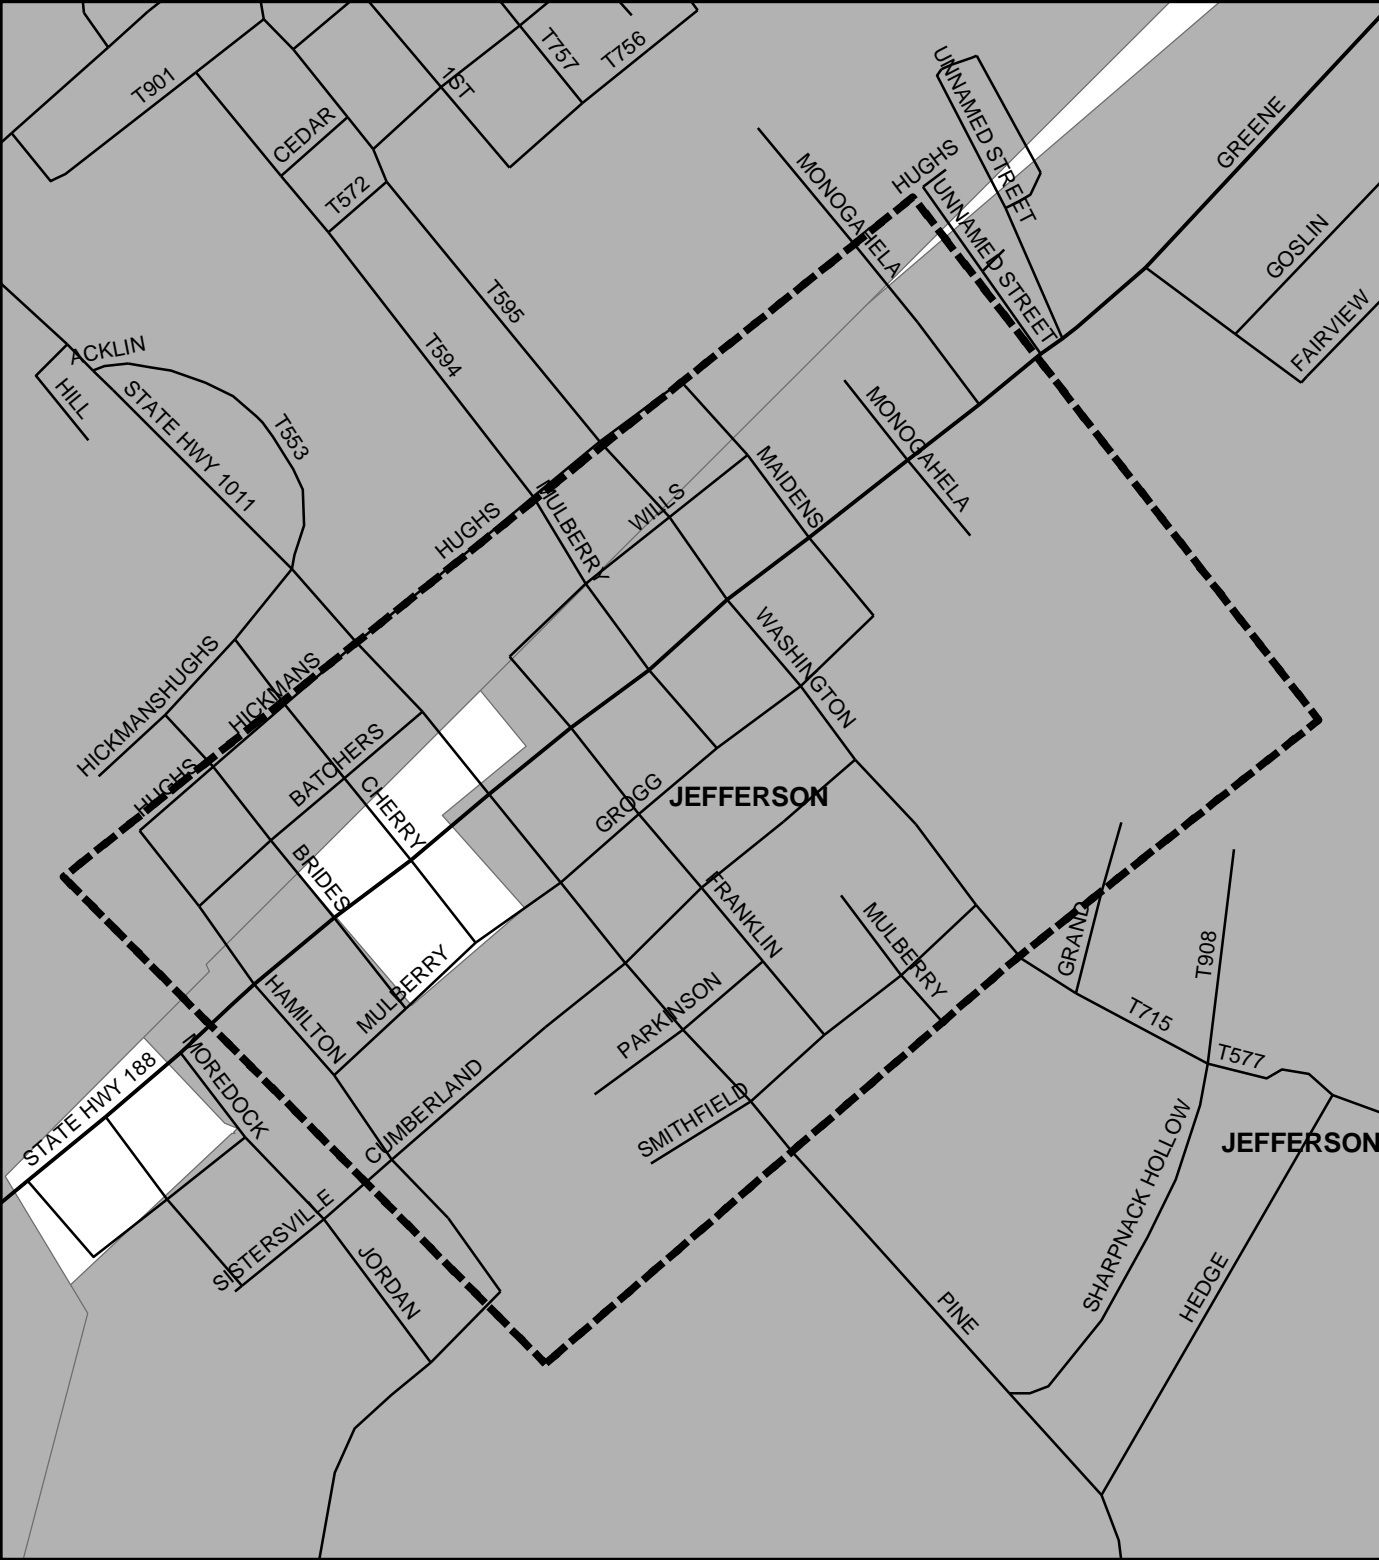 T901
1ST
T757
T756
CEDAR
T572
UNNAMED STREET
HUGHS
UNNAMED STREET
MONOGAHELA
GREENE
GOSLIN
FAIRVIEW
T595
T594
ACKLIN
HILL
STATE HWY 1011
T553
MONOGAHELA
MAIDENS
WILLS
MULBERRY
HUGHS
HICKMANSHUGHS
HICKMANS
HUGHS
BATCHERS
CHERRY
BRIDES
WASHINGTON
GROGG
JEFFERSON
FRANKLIN
MULBERRY
GRAND
T908
T715
T577
HAMILTON
MULBERRY
PARKINSON
SMITHFIELD
CUMBERLAND
STATE HWY 188
MOREDOCK
SISTERSVILLE
JORDAN
JEFFERSON
SHARPNACK HOLLOW
HEDGE
PINE